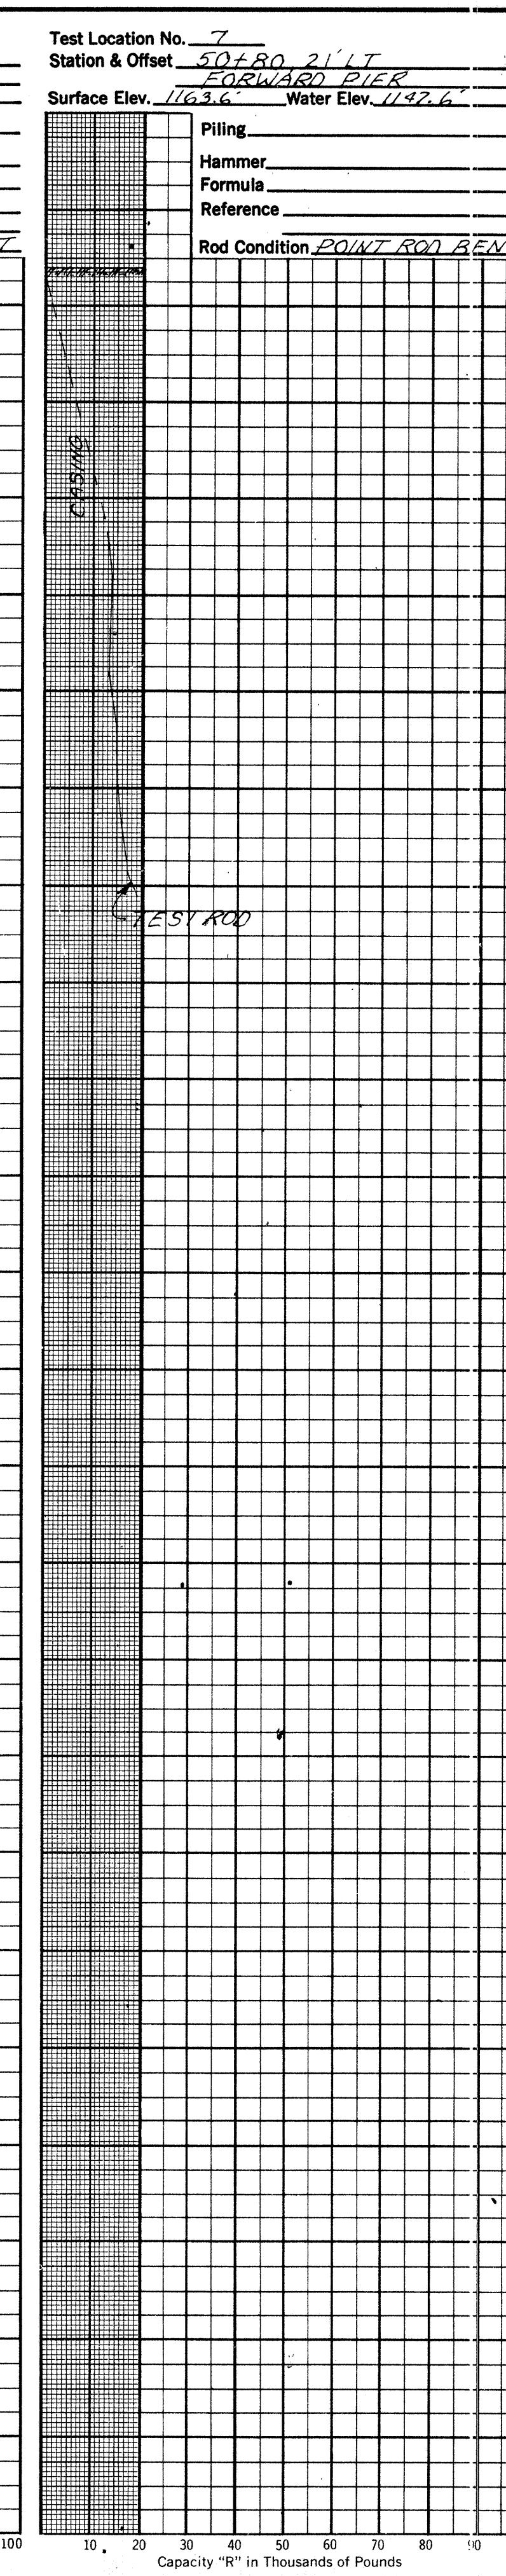 Test Location No. 7
Station & Offset 50+80, 21' LT
FORWARD PIER
Surface Elev. 1163.6' Water Elev. 1147.6'
Piling
Hammer
Formula
Reference
Rod Condition POINT ROD BEN
CASING
TEST ROD
100 10 20 30 40 50 60 70 80 90
Capacity "R" in Thousands of Pounds